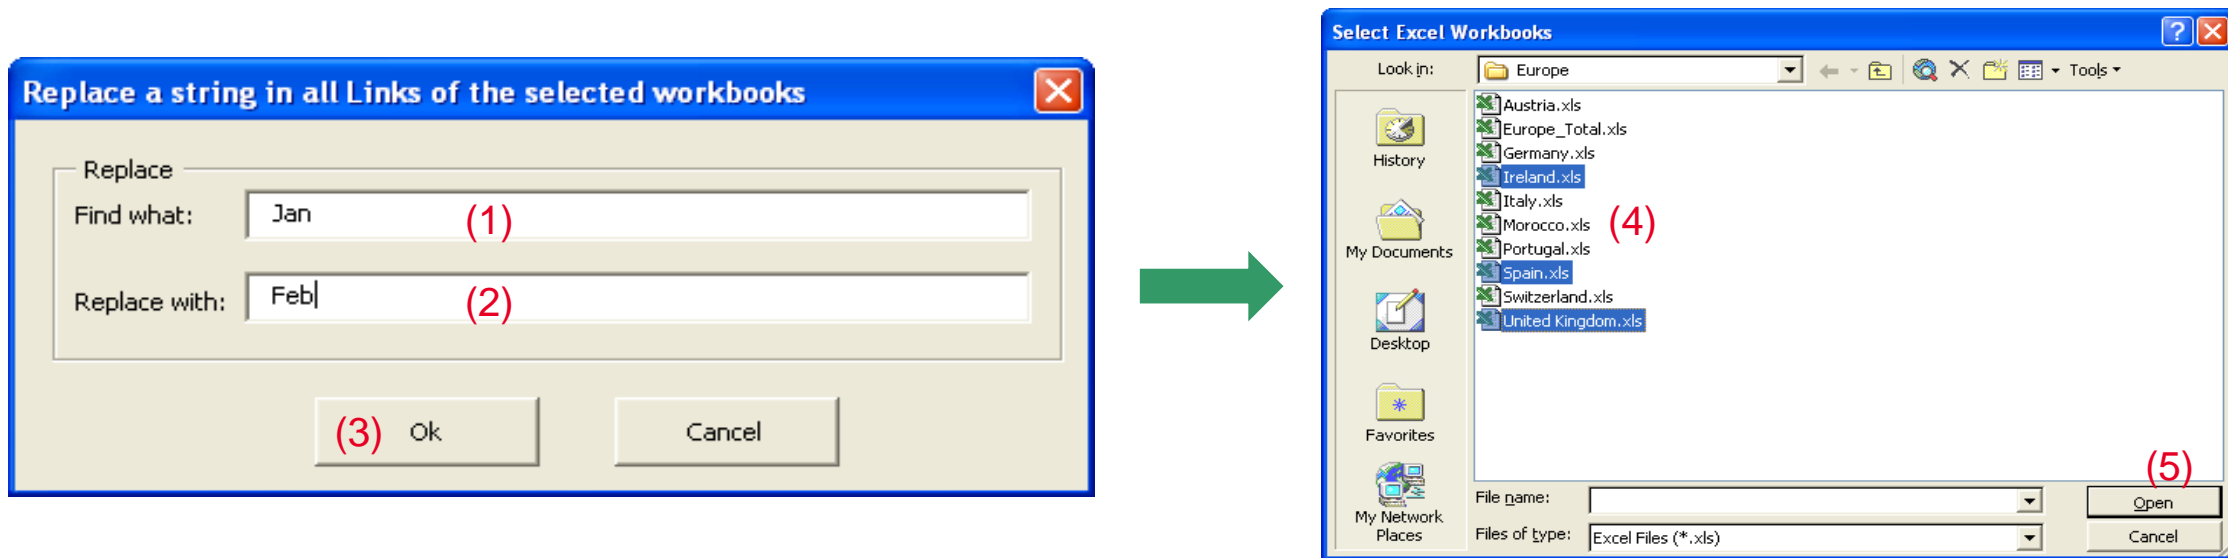 Replace a string in all Links of the selected workbooks
Replace
Find what: Jan (1)
Replace with: Feb (2)
(3) Ok Cancel
Select Excel Workbooks
Look in: Europe Tools
History
My Documents
Desktop
Favorites
My Network Places
Austria.xls
Europe_Total.xls
Germany.xls
Ireland.xls
Italy.xls
Morocco.xls (4)
Portugal.xls
Spain.xls
Switzerland.xls
United Kingdom.xls
(5)
File name: Open
Files of type: Excel Files (*.xls) Cancel